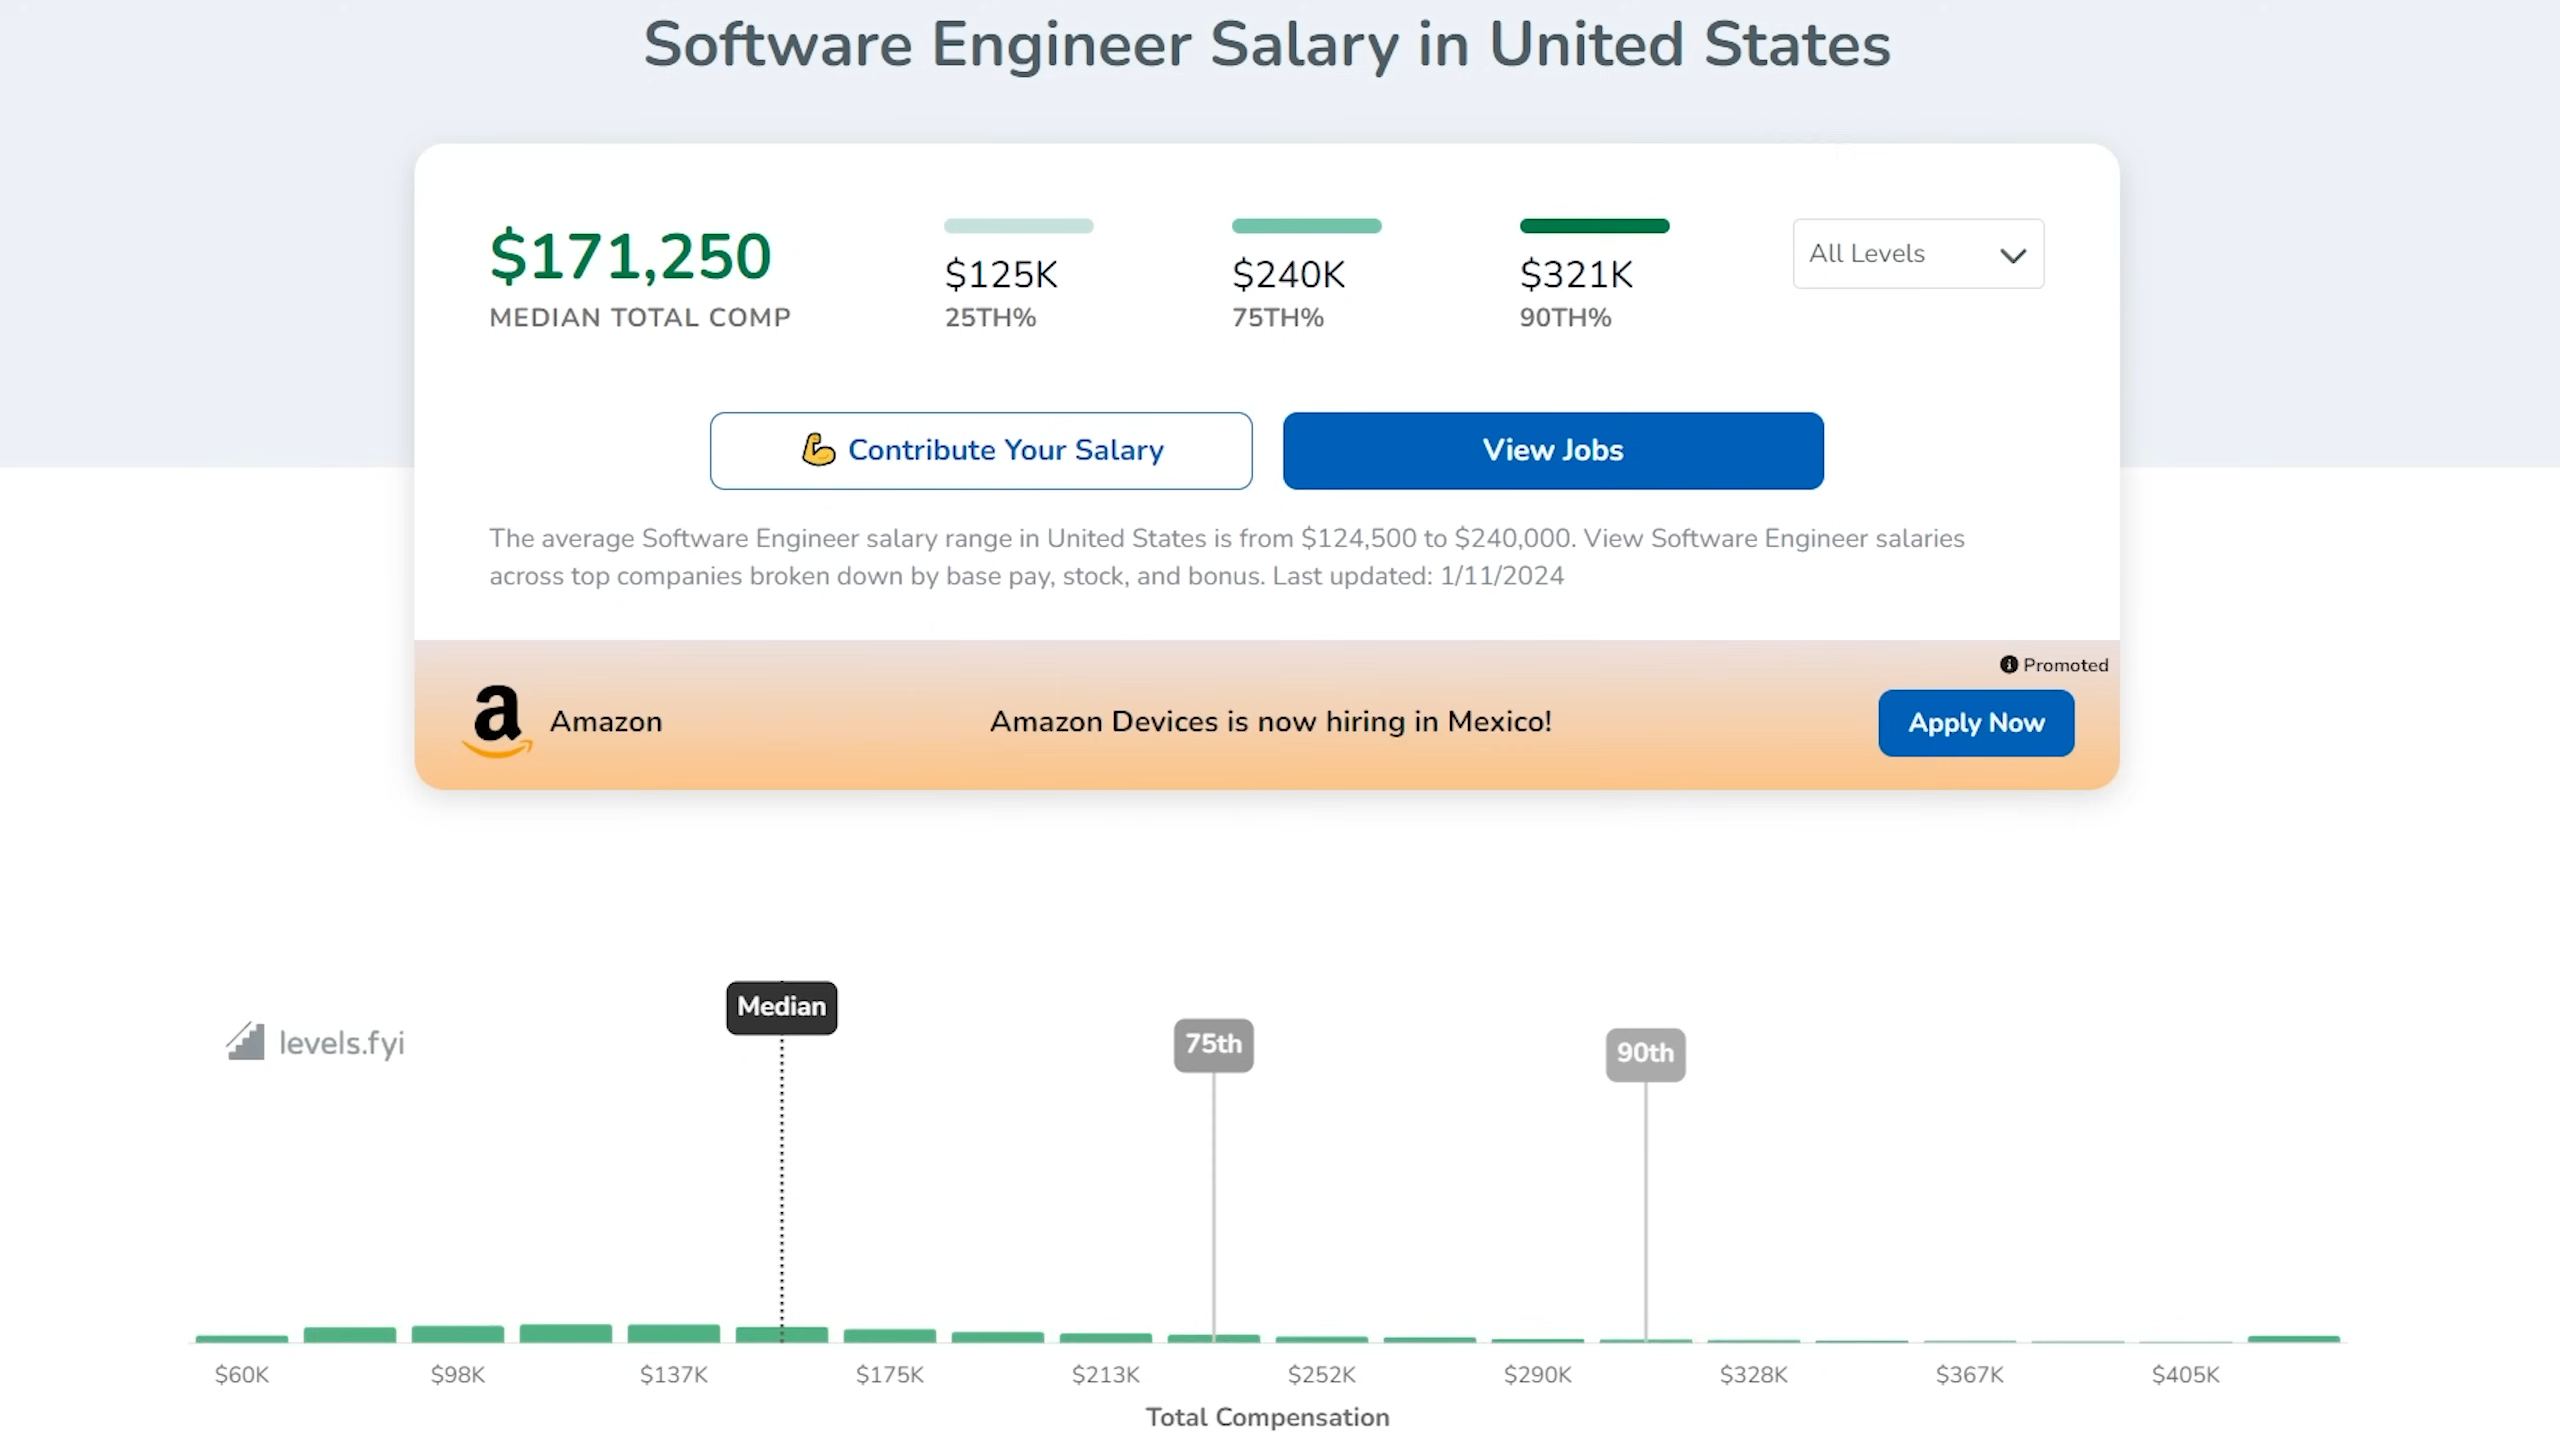 Software Engineer Salary in United States
$171,250
MEDIAN TOTAL COMP
$125K
25TH%
$240K
75TH%
$321K
90TH%
All Levels
Contribute Your Salary
View Jobs
The average Software Engineer salary range in United States is from $124,500 to $240,000. View Software Engineer salaries
across top companies broken down by base pay, stock, and bonus. Last updated: 1/11/2024
Promoted
a Amazon
Amazon Devices is now hiring in Mexico!
Apply Now
levels.fyi
Median
75th
90th
$60K $98K $137K $175K $213K $252K $290K $328K $367K $405K
Total Compensation